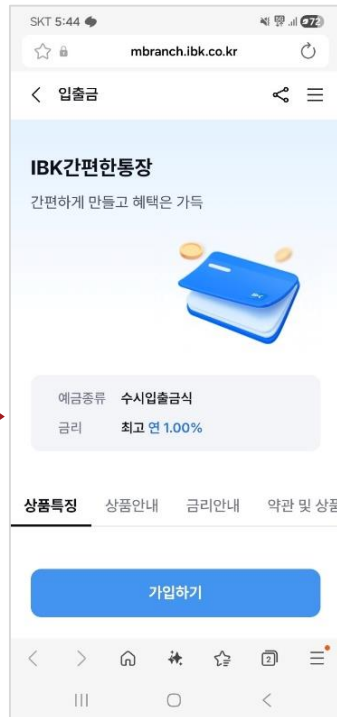 SKT 5:44
72
mbranch.ibk.co.kr
입출금
IBK간편한통장
간편하게 만들고 혜택은 가득
예금종류 수시입출금식
금리 최고 연 1.00%
상품특징 상품안내 금리안내 약관 및 상품
가입하기
2